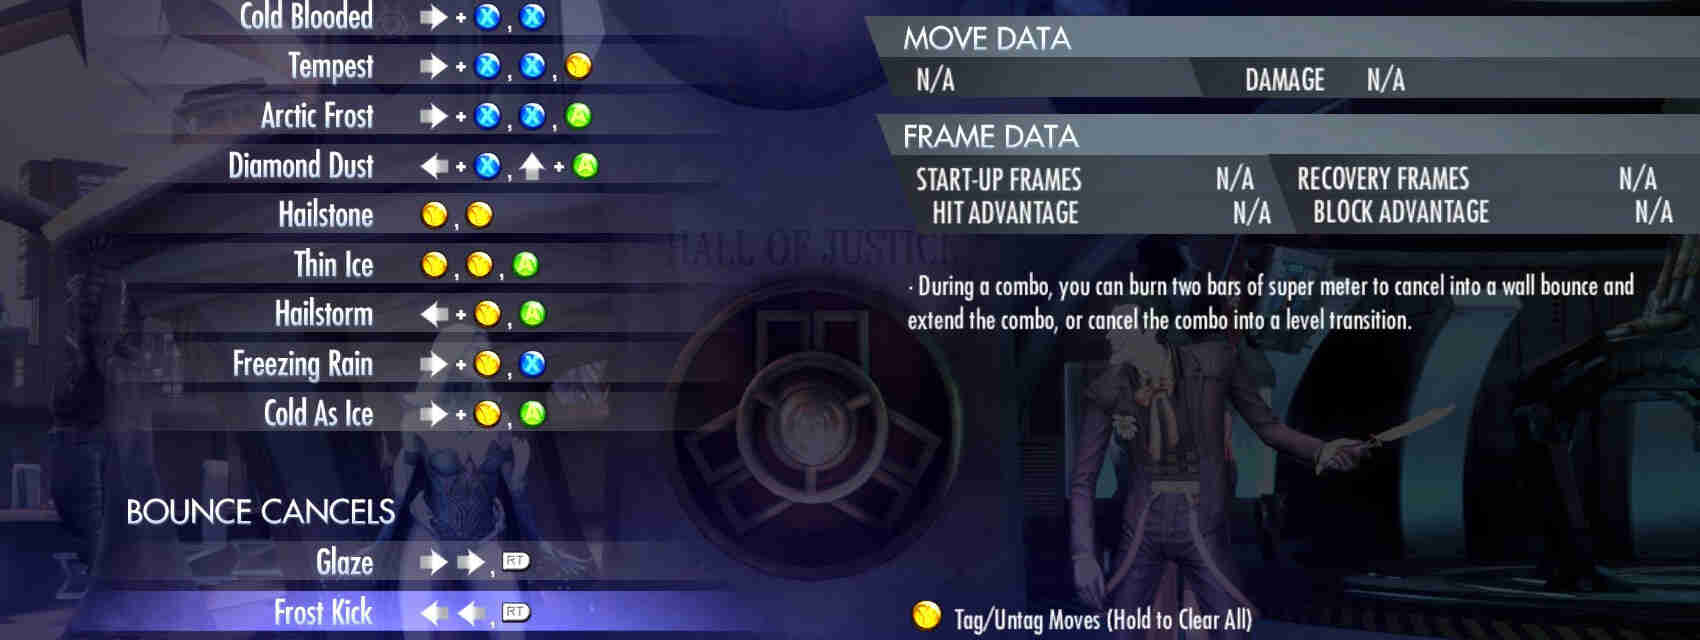 Cold Blooded + X , X
Tempest + X , X , Y
Arctic Frost + X , X , A
Diamond Dust + X , + A
Hailstone Y , Y
Thin Ice Y , Y , A
Hailstorm + Y , A
Freezing Rain + Y , X
Cold As Ice + Y , A
BOUNCE CANCELS
Glaze , RT
Frost Kick , RT
HALL OF JUSTICE
MOVE DATA
N/A DAMAGE N/A
FRAME DATA
START-UP FRAMES N/A RECOVERY FRAMES N/A
HIT ADVANTAGE N/A BLOCK ADVANTAGE N/A
· During a combo, you can burn two bars of super meter to cancel into a wall bounce and
extend the combo, or cancel the combo into a level transition.
Y Tag/Untag Moves (Hold to Clear All)